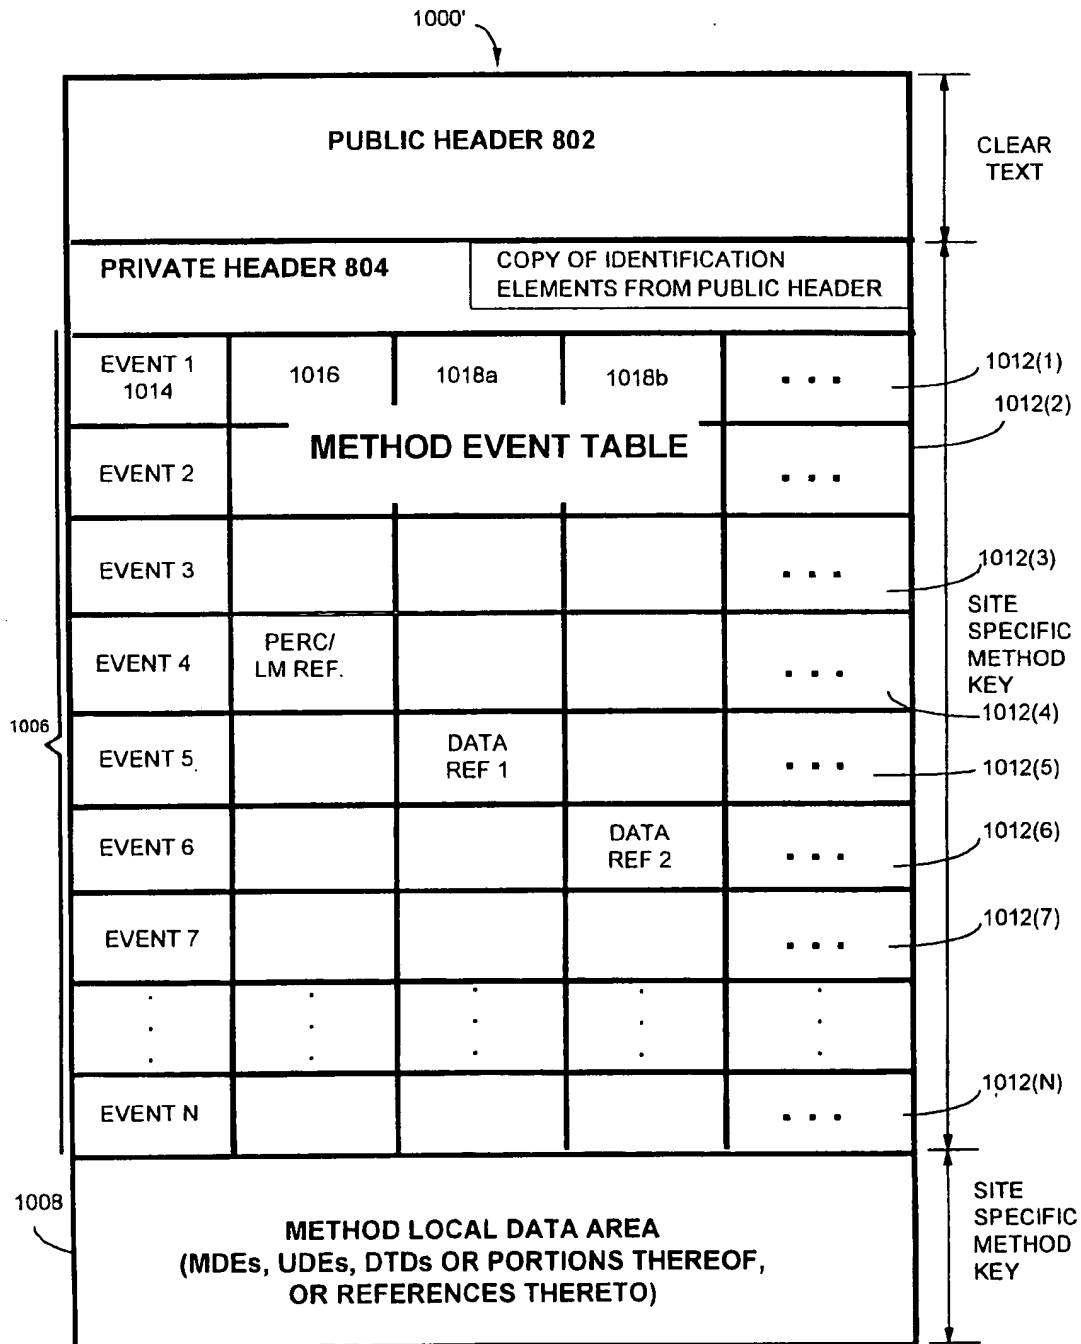 1000'
PUBLIC HEADER 802
CLEAR
TEXT
PRIVATE HEADER 804
COPY OF IDENTIFICATION
ELEMENTS FROM PUBLIC HEADER
EVENT 1
1014
1016
1018a
1018b
...
1012(1)
1012(2)
METHOD EVENT TABLE
EVENT 2
...
EVENT 3
...
1012(3)
SITE
SPECIFIC
METHOD
KEY
EVENT 4
PERC/
LM REF.
...
1012(4)
1006
EVENT 5
DATA
REF 1
...
1012(5)
EVENT 6
DATA
REF 2
...
1012(6)
EVENT 7
...
1012(7)
EVENT N
...
1012(N)
1008
METHOD LOCAL DATA AREA
(MDEs, UDEs, DTDs OR PORTIONS THEREOF,
OR REFERENCES THERETO)
SITE
SPECIFIC
METHOD
KEY